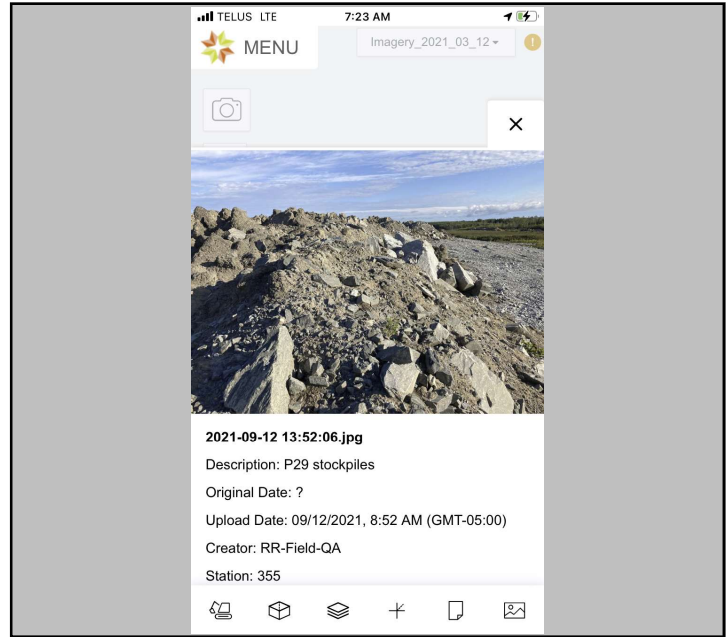 TELUS LTE 7:23 AM
MENU Imagery_2021_03_12
!
2021-09-12 13:52:06.jpg
Description: P29 stockpiles
Original Date: ?
Upload Date: 09/12/2021, 8:52 AM (GMT-05:00)
Creator: RR-Field-QA
Station: 355